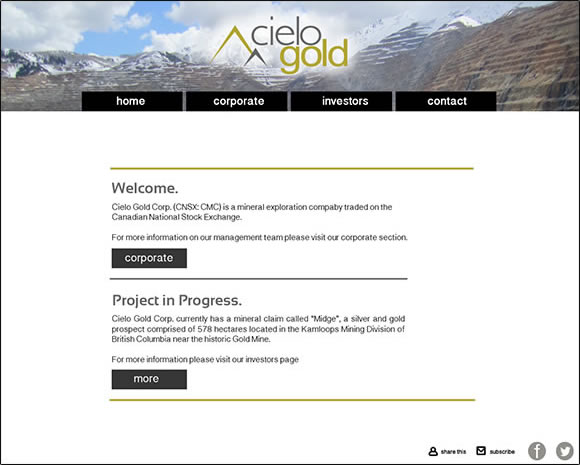 cielo
gold
home corporate investors contact
Welcome.
Cielo Gold Corp. (CNSX: CMC) is a mineral exploration compaby traded on the
Canadian National Stock Exchange.
For more information on our management team please visit our corporate section.
corporate
Project in Progress.
Cielo Gold Corp. currently has a mineral claim called "Midge", a silver and gold
prospect comprised of 578 hectares located in the Kamloops Mining Division of
British Columbia near the historic Gold Mine.
For more information please visit our investors page
more
share this subscribe